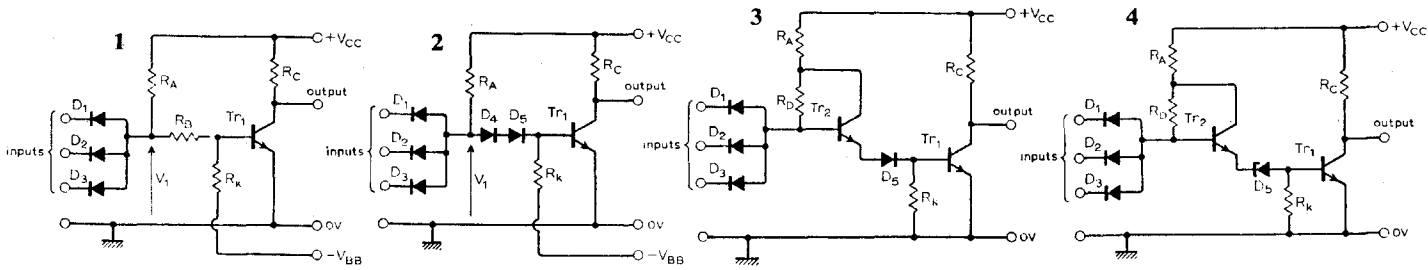 1
+VCC
RA
RC
output
D1
RB
Tr1
inputs
D2
D3
V1
Rk
0V
−VBB
2
+VCC
RA
RC
output
D1
D4
D5
Tr1
inputs
D2
D3
V1
Rk
0V
−VBB
3
+VCC
RA
RC
D1
RD
Tr2
output
Tr1
inputs
D2
D3
D5
Rk
0V
4
+VCC
RA
RC
D1
RD
Tr2
output
Tr1
inputs
D2
D3
D5
Rk
0V